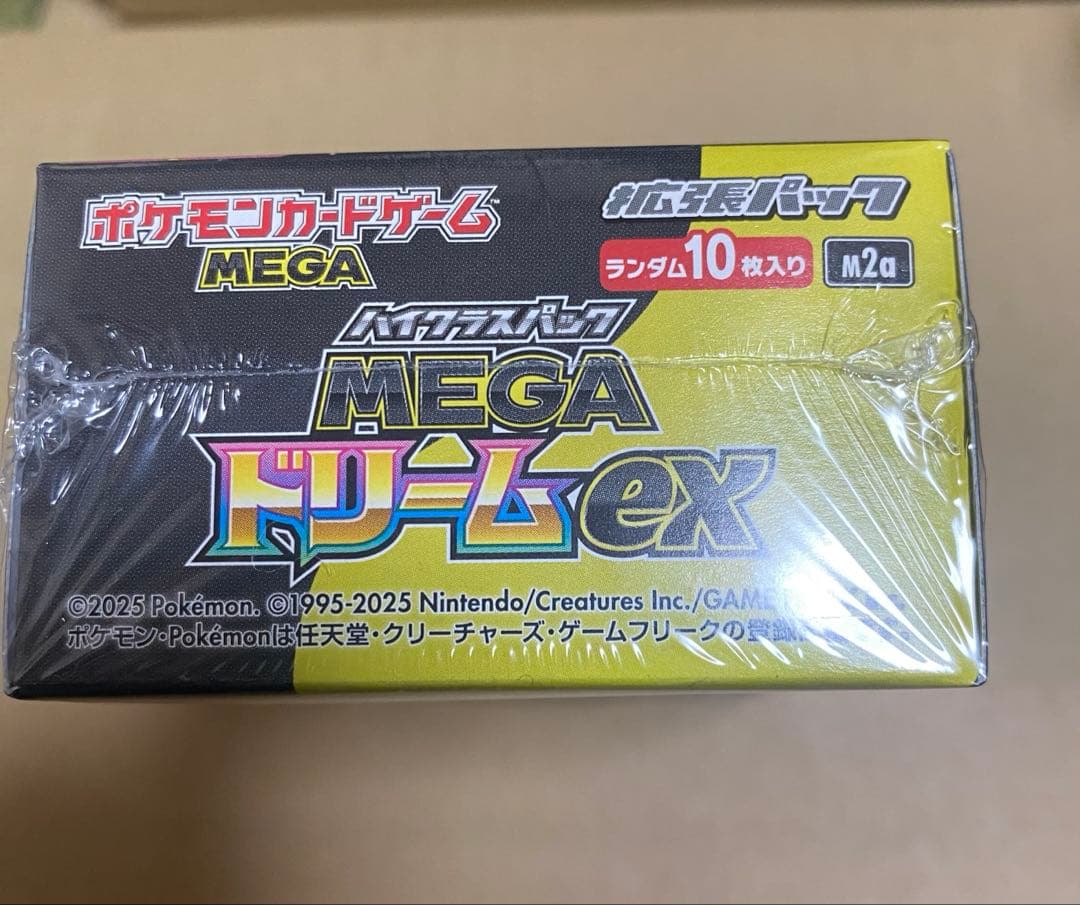 ポケモンカードゲーム™
MEGA
拡張パック
ランダム10枚入り
M2a
ハイクラスパック
MEGA
ドリームex
©2025 Pokémon. ©1995-2025 Nintendo/Creatures Inc./GAME
ポケモン・Pokémonは任天堂・クリーチャーズ・ゲームフリークの登録